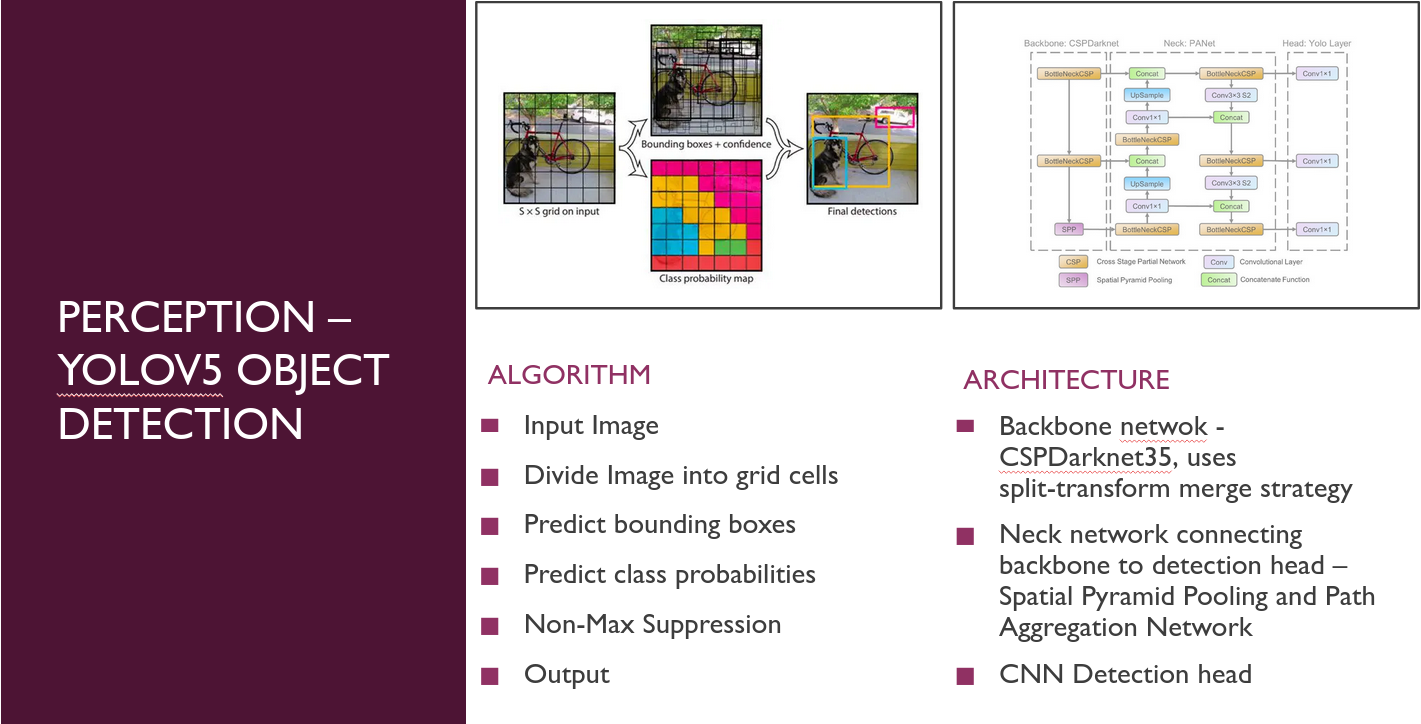 PERCEPTION –
YOLOV5 OBJECT
DETECTION
S × S grid on input
Bounding boxes + confidence
Class probability map
Final detections
Backbone: CSPDarknet
Neck: PANet
Head: Yolo Layer
BottleNeckCSP
Concat
BottleNeckCSP
Conv1×1
UpSample
Conv3×3 S2
Conv1×1
Concat
BottleNeckCSP
BottleNeckCSP
Concat
BottleNeckCSP
Conv1×1
UpSample
Conv3×3 S2
Conv1×1
Concat
SPP
BottleNeckCSP
BottleNeckCSP
Conv1×1
CSP
Cross Stage Partial Network
Conv
Convolutional Layer
SPP
Spatial Pyramid Pooling
Concat
Concatenate Function
ALGORITHM
Input Image
Divide Image into grid cells
Predict bounding boxes
Predict class probabilities
Non-Max Suppression
Output
ARCHITECTURE
Backbone netwok -
CSPDarknet35, uses
split-transform merge strategy
Neck network connecting
backbone to detection head –
Spatial Pyramid Pooling and Path
Aggregation Network
CNN Detection head